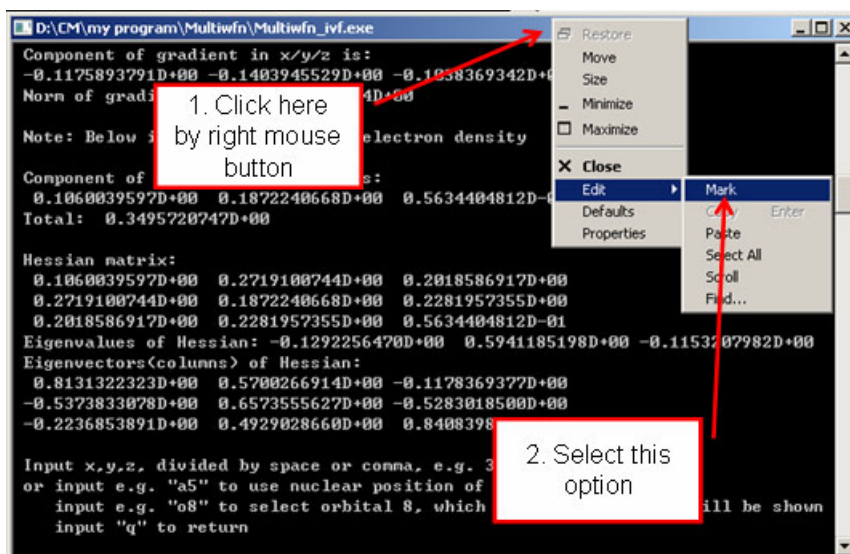 D:\CM\my program\Multiwfn\Multiwfn_ivf.exe
Component of gradient in x/y/z is:
-0.1175893791D+00 -0.1403945529D+00 -0.1038369342D+0
Norm of gradi 4D+00
Note: Below i electron density
Component of s:
0.1060039597D+00 0.1872240668D+00 0.5634404812D-0
Total: 0.3495720747D+00
Hessian matrix:
0.1060039597D+00 0.2719100744D+00 0.2018586917D+00
0.2719100744D+00 0.1872240668D+00 0.2281957355D+00
0.2018586917D+00 0.2281957355D+00 0.5634404812D-01
Eigenvalues of Hessian: -0.1292256470D+00 0.5941185198D+00 -0.1153207982D+00
Eigenvectors(columns) of Hessian:
0.8131322323D+00 0.5700266914D+00 -0.1178369377D+00
-0.5373833078D+00 0.6573555627D+00 -0.5283018500D+00
-0.2236853891D+00 0.4929028660D+00 0.8408398
Input x,y,z, divided by space or comma, e.g. 3
or input e.g. "a5" to use nuclear position of
input e.g. "o8" to select orbital 8, which ill be shown
input "q" to return
1. Click here
by right mouse
button
Restore
Move
Size
Minimize
Maximize
Close
Edit
Defaults
Properties
Mark
Copy Enter
Paste
Select All
Scroll
Find...
2. Select this
option